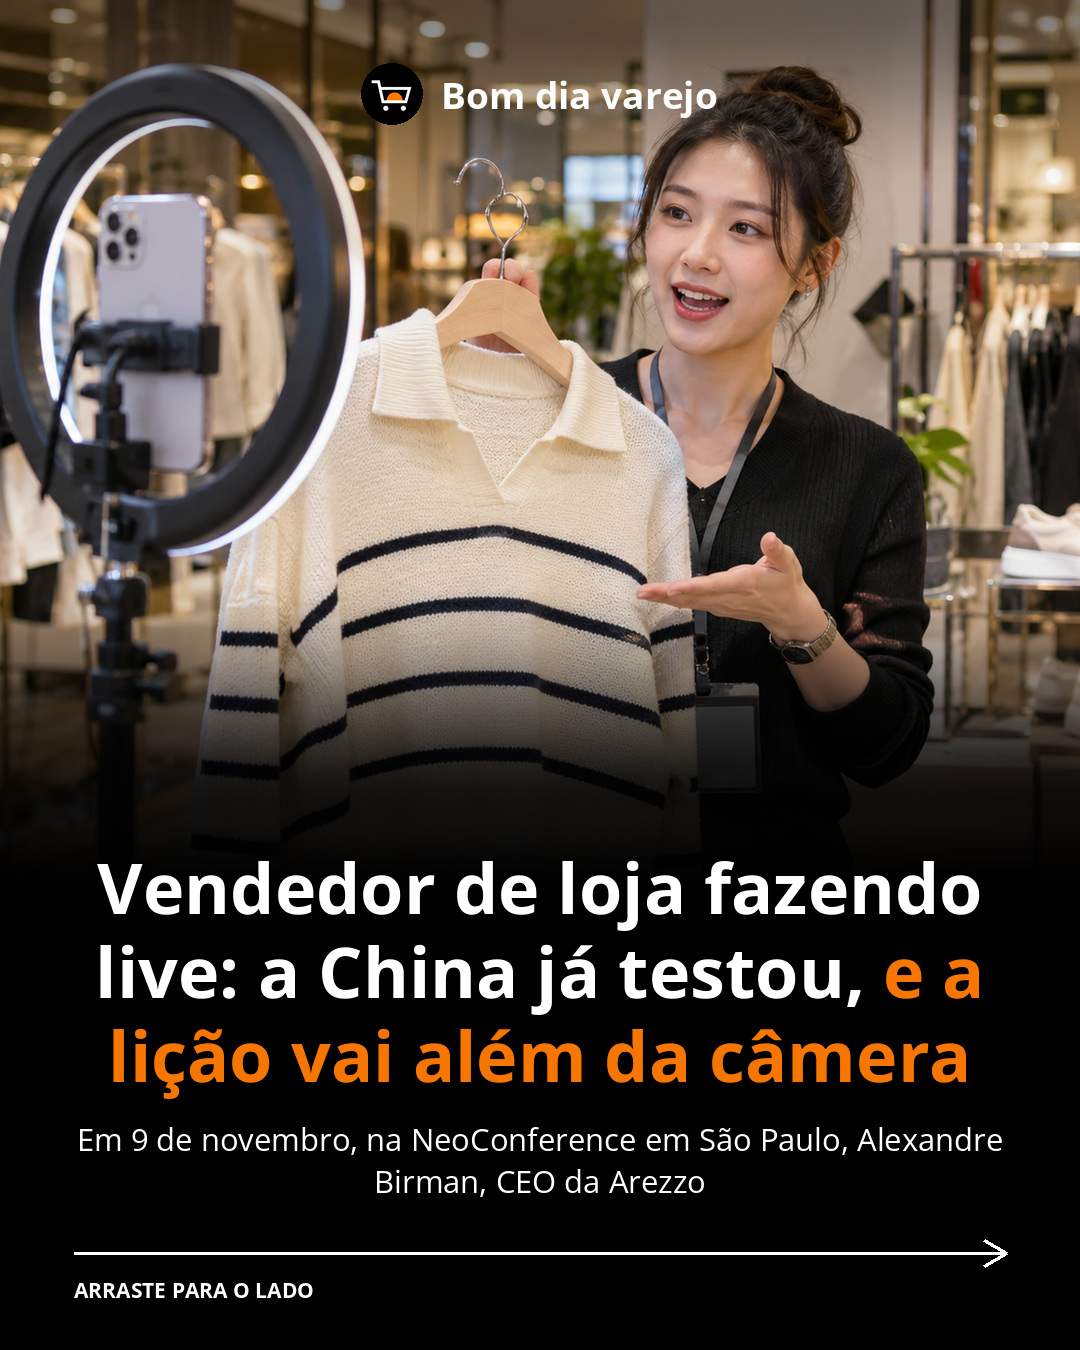 Bom dia varejo
Vendedor de loja fazendo
live: a China já testou, e a
lição vai além da câmera
Em 9 de novembro, na NeoConference em São Paulo, Alexandre
Birman, CEO da Arezzo
ARRASTE PARA O LADO